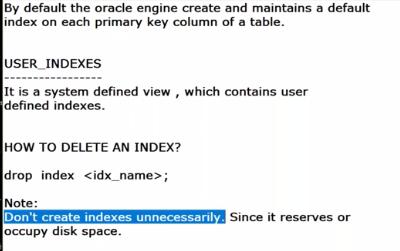 By default the oracle engine create and maintains a default
index on each primary key column of a table.
USER_INDEXES
----------------
It is a system defined view , which contains user
defined indexes.
HOW TO DELETE AN INDEX?
drop index <idx_name>;
Note:
Don't create indexes unnecessarily. Since it reserves or
occupy disk space.